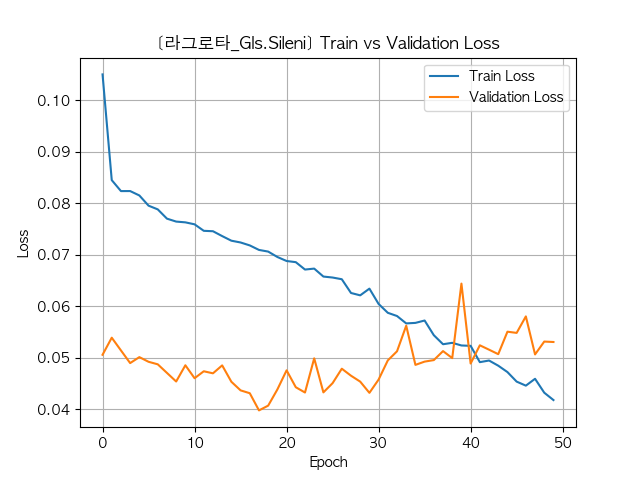 〔라그로타_Gls.Sileni〕 Train vs Validation Loss
Train Loss
Validation Loss
0.10
0.09
0.08
0.07
0.06
0.05
0.04
Loss
0
10
20
30
40
50
Epoch